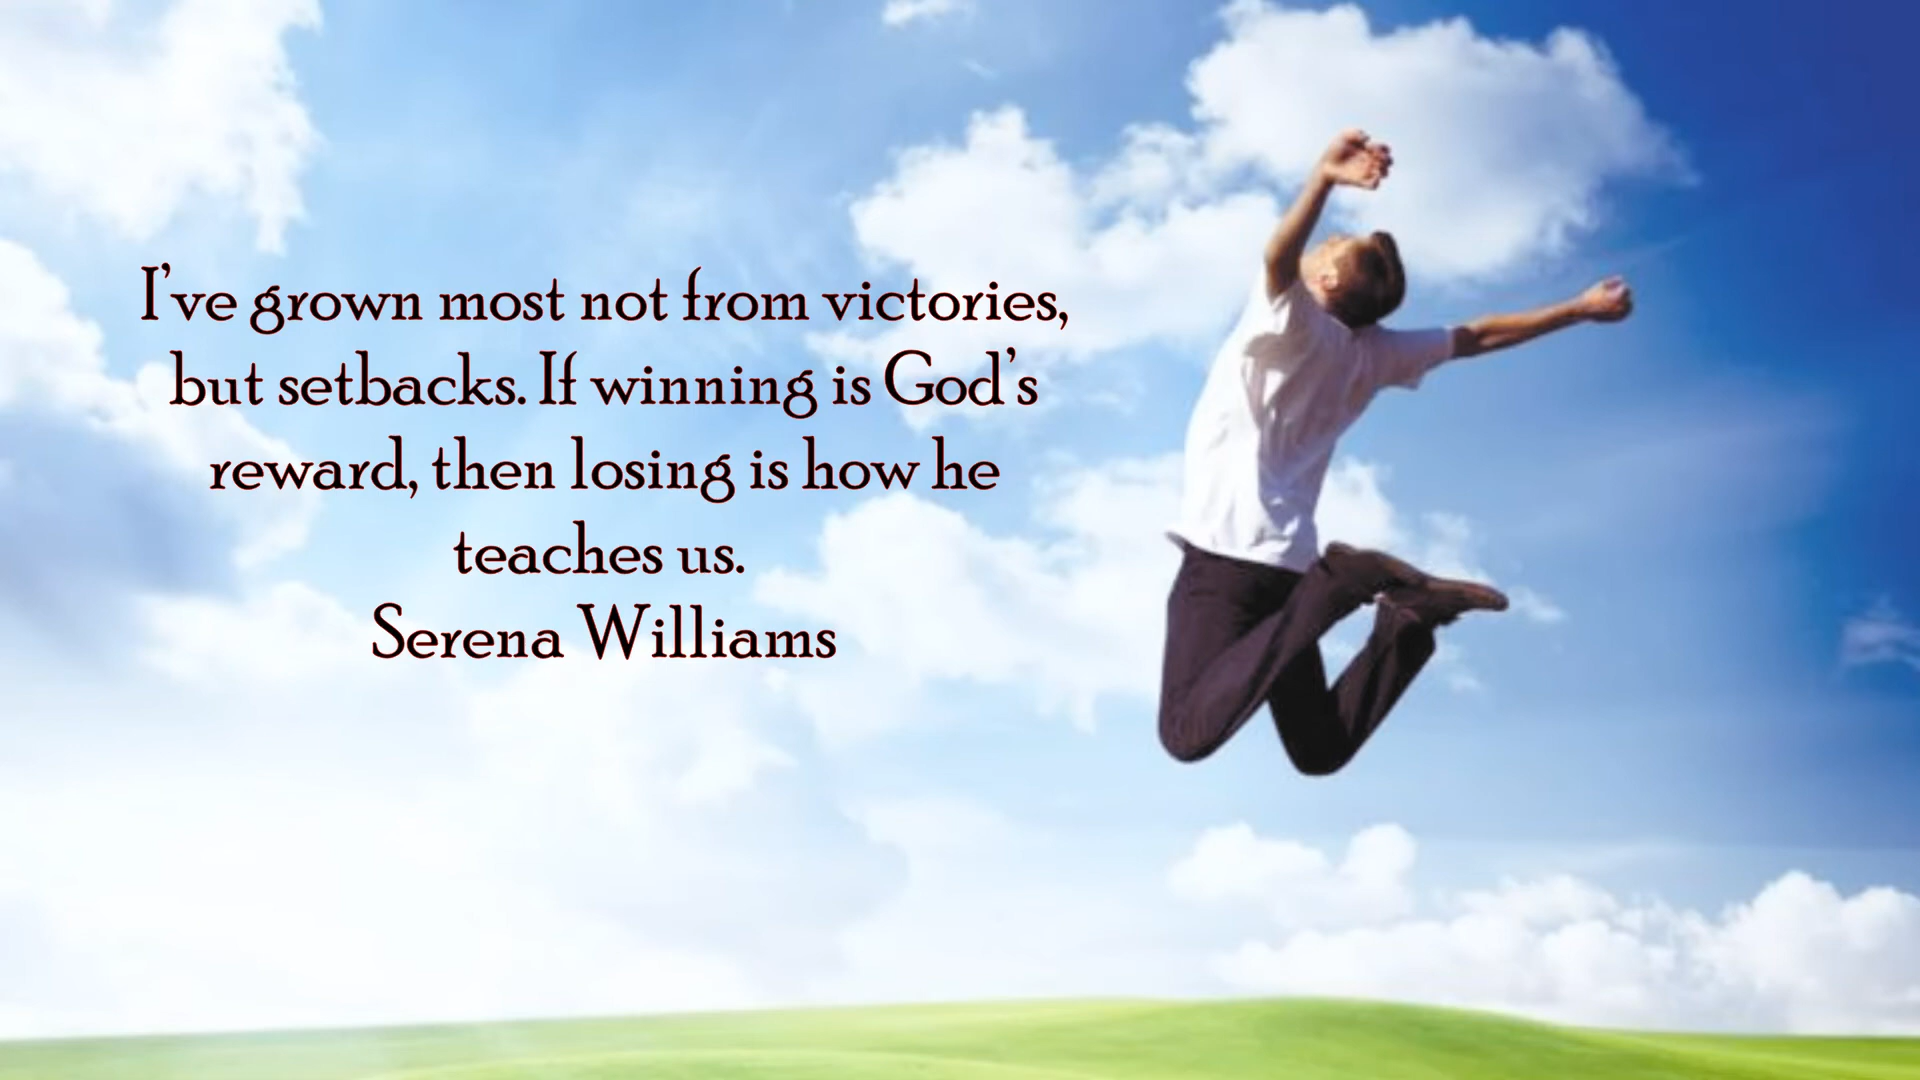 I've grown most not from victories,
but setbacks. If winning is God's
reward, then losing is how he
teaches us.
Serena Williams